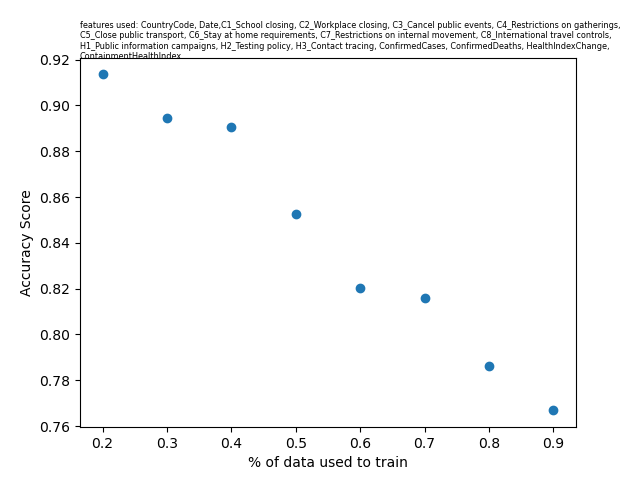 features used: CountryCode, Date,C1_School closing, C2_Workplace closing, C3_Cancel public events, C4_Restrictions on gatherings,
C5_Close public transport, C6_Stay at home requirements, C7_Restrictions on internal movement, C8_International travel controls,
H1_Public information campaigns, H2_Testing policy, H3_Contact tracing, ConfirmedCases, ConfirmedDeaths, HealthIndexChange,
ContainmentHealthIndex
0.92
0.90
0.88
0.86
0.84
0.82
0.80
0.78
0.76
Accuracy Score
0.2 0.3 0.4 0.5 0.6 0.7 0.8 0.9
% of data used to train